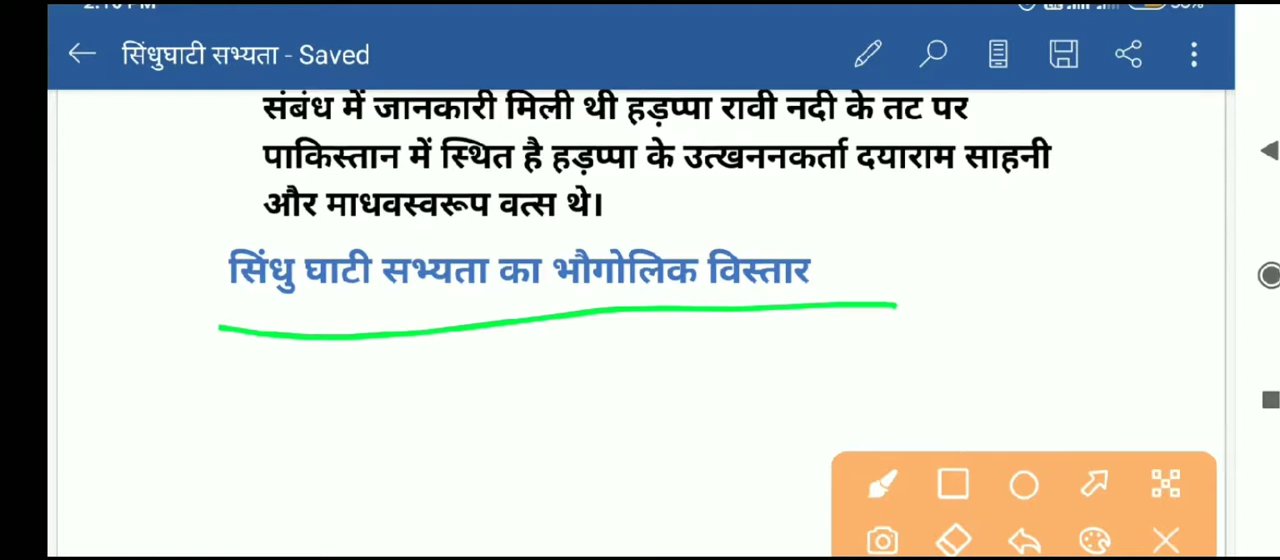 सिंधुघाटी सभ्यता - Saved
संबंध में जानकारी मिली थी हड़प्पा रावी नदी के तट पर
पाकिस्तान में स्थित है हड़प्पा के उत्खननकर्ता दयाराम साहनी
और माधवस्वरूप वत्स थे।
सिंधु घाटी सभ्यता का भौगोलिक विस्तार